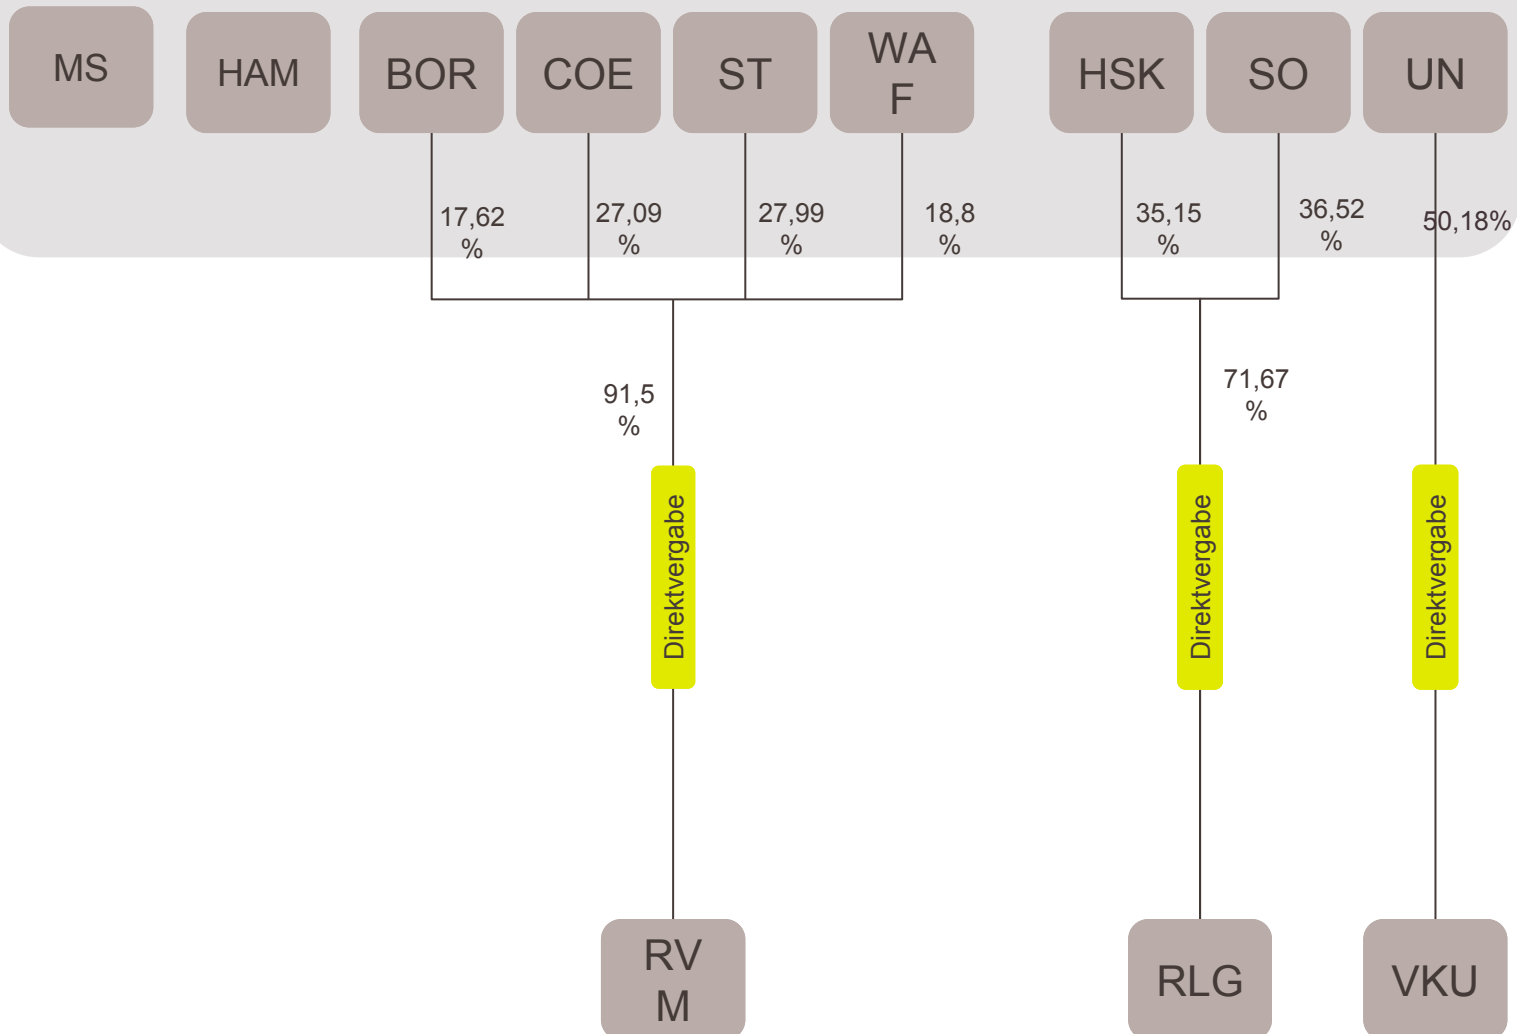 MS
HAM
BOR
COE
ST
WA
F
HSK
SO
UN
17,62
%
27,09
%
27,99
%
18,8
%
35,15
%
36,52
%
50,18%
91,5
%
71,67
%
Direktvergabe
Direktvergabe
Direktvergabe
RV
M
RLG
VKU